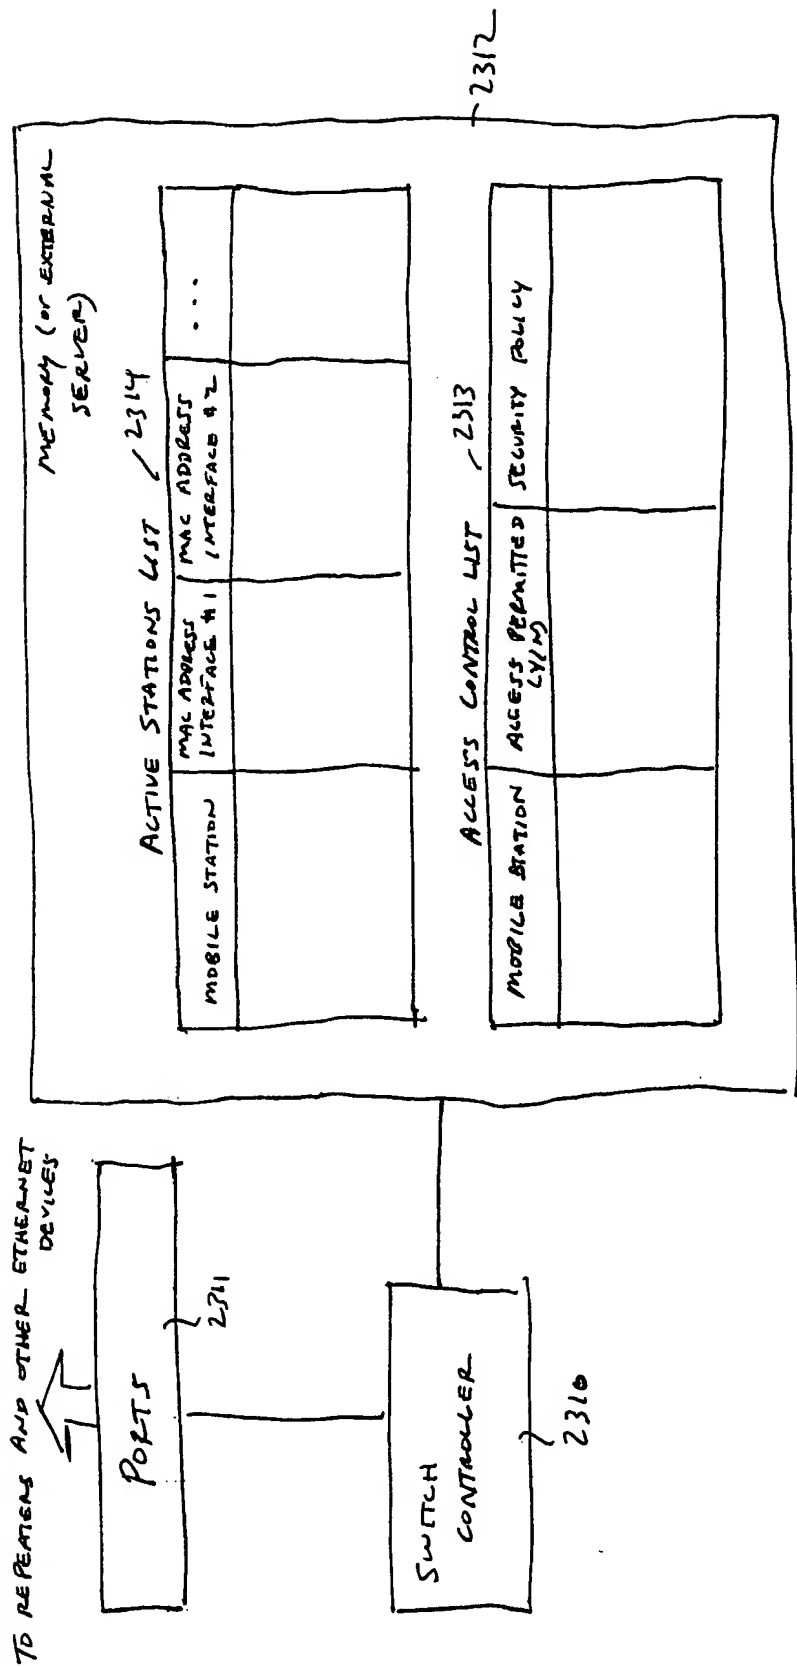 TO REPEATERS AND OTHER ETHERNET
DEVICES
PORTS
2311
SWITCH
CONTROLLER
2310
MEMORY (or EXTERNAL
SERVER)
2312
ACTIVE STATIONS LIST
2314
MOBILE STATION
MAC ADDRESS
INTERFACE #1
MAC ADDRESS
INTERFACE #2
...
ACCESS CONTROL LIST
2313
MOBILE STATION
ACCESS PERMITTED
(Y/N)
SECURITY POLICY